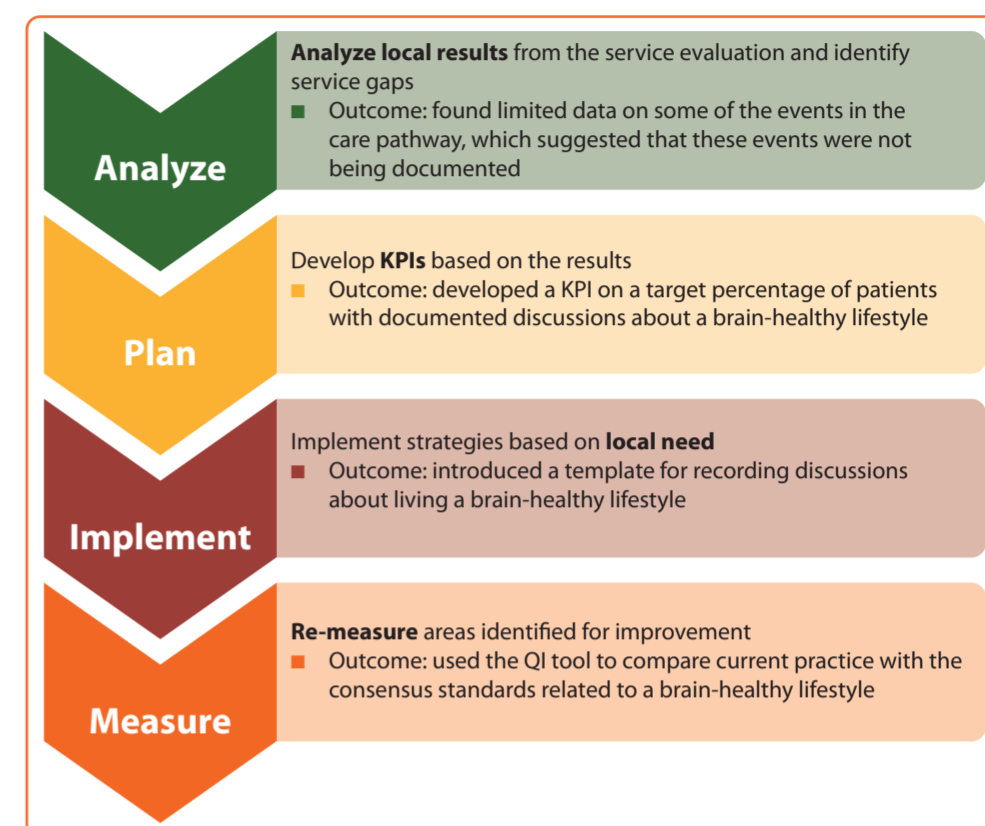 Analyze
Analyze local results from the service evaluation and identify
service gaps
■ Outcome: found limited data on some of the events in the
care pathway, which suggested that these events were not
being documented
Plan
Develop KPIs based on the results
■ Outcome: developed a KPI on a target percentage of patients
with documented discussions about a brain-healthy lifestyle
Implement
Implement strategies based on local need
■ Outcome: introduced a template for recording discussions
about living a brain-healthy lifestyle
Measure
Re-measure areas identified for improvement
■ Outcome: used the QI tool to compare current practice with the
consensus standards related to a brain-healthy lifestyle